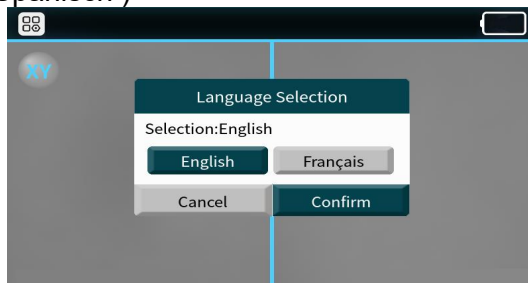 XY
Language Selection
Selection:English
English Français
Cancel Confirm